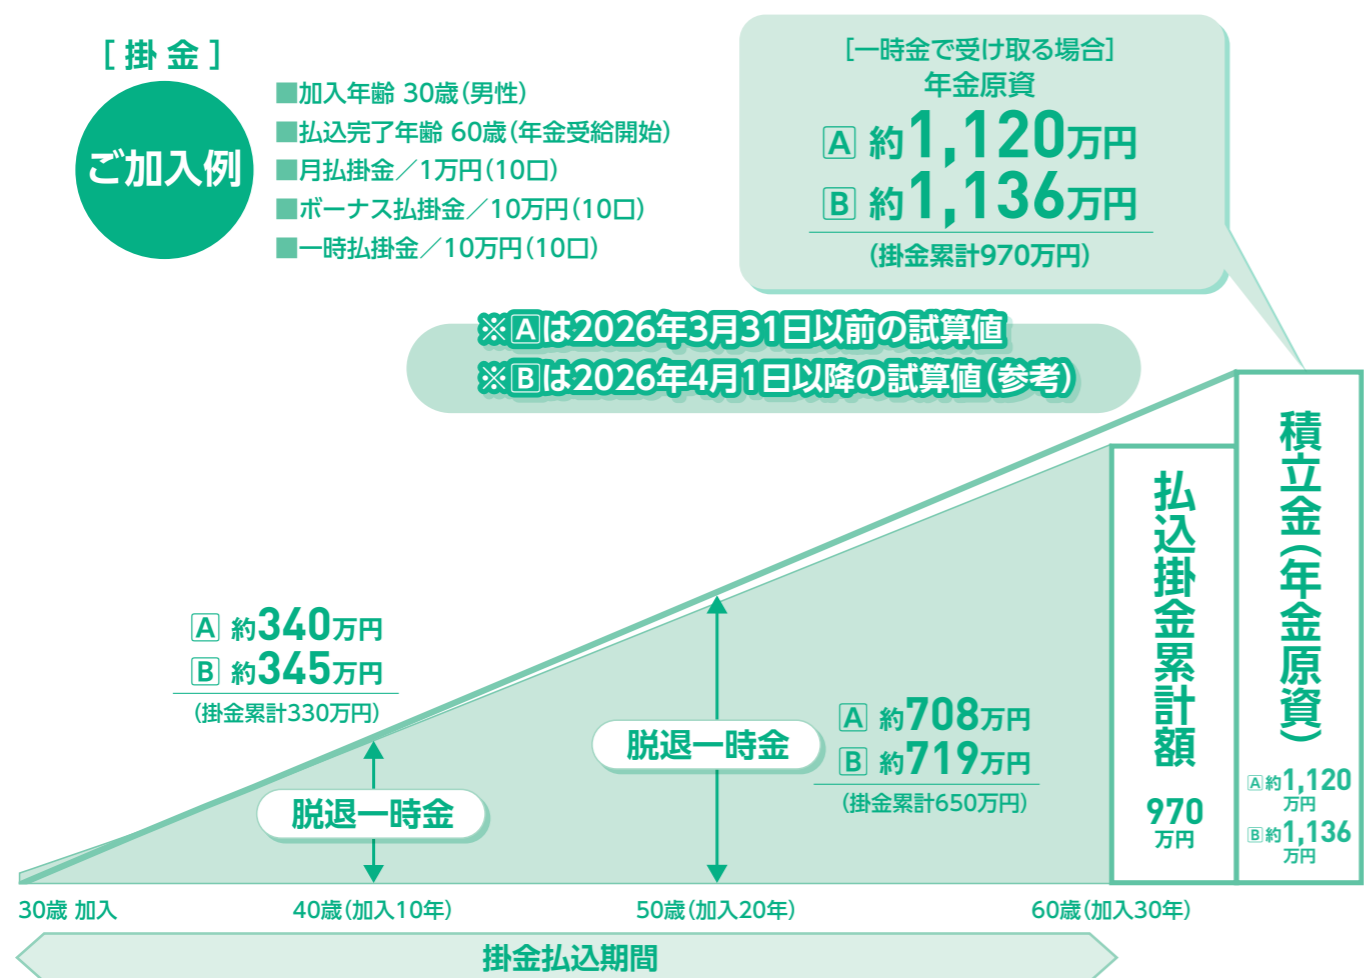 [掛金]
ご加入例
■加入年齢 30歳(男性)
■払込完了年齢 60歳(年金受給開始)
■月払掛金／1万円(10口)
■ボーナス払掛金／10万円(10口)
■一時払掛金／10万円(10口)
[一時金で受け取る場合]
年金原資
A 約1,120万円
B 約1,136万円
(掛金累計970万円)
※Aは2026年3月31日以前の試算値
※Bは2026年4月1日以降の試算値(参考)
A 約340万円
B 約345万円
(掛金累計330万円)
脱退一時金
脱退一時金
A 約708万円
B 約719万円
(掛金累計650万円)
払込掛金累計額
970
万円
積立金(年金原資)
A約1,120
万円
B約1,136
万円
30歳 加入
40歳(加入10年)
50歳(加入20年)
60歳(加入30年)
掛金払込期間